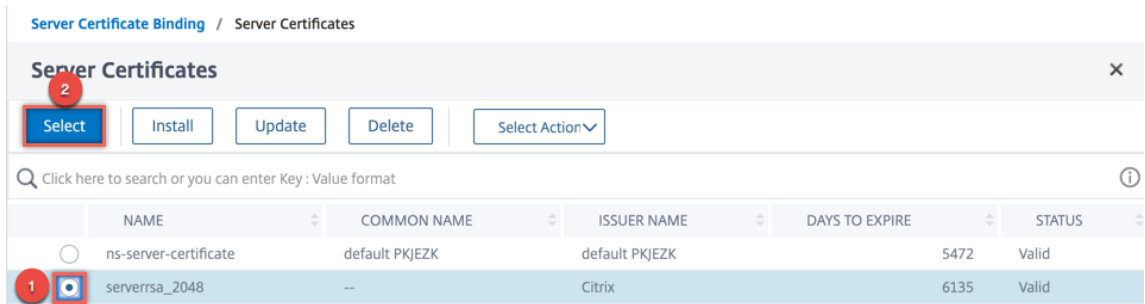 Server Certificate Binding / Server Certificates
Server Certificates
2
Select Install Update Delete Select Action
Click here to search or you can enter Key : Value format
NAME COMMON NAME ISSUER NAME DAYS TO EXPIRE STATUS
ns-server-certificate default PKJEZK default PKJEZK 5472 Valid
1 serverrsa_2048 -- Citrix 6135 Valid